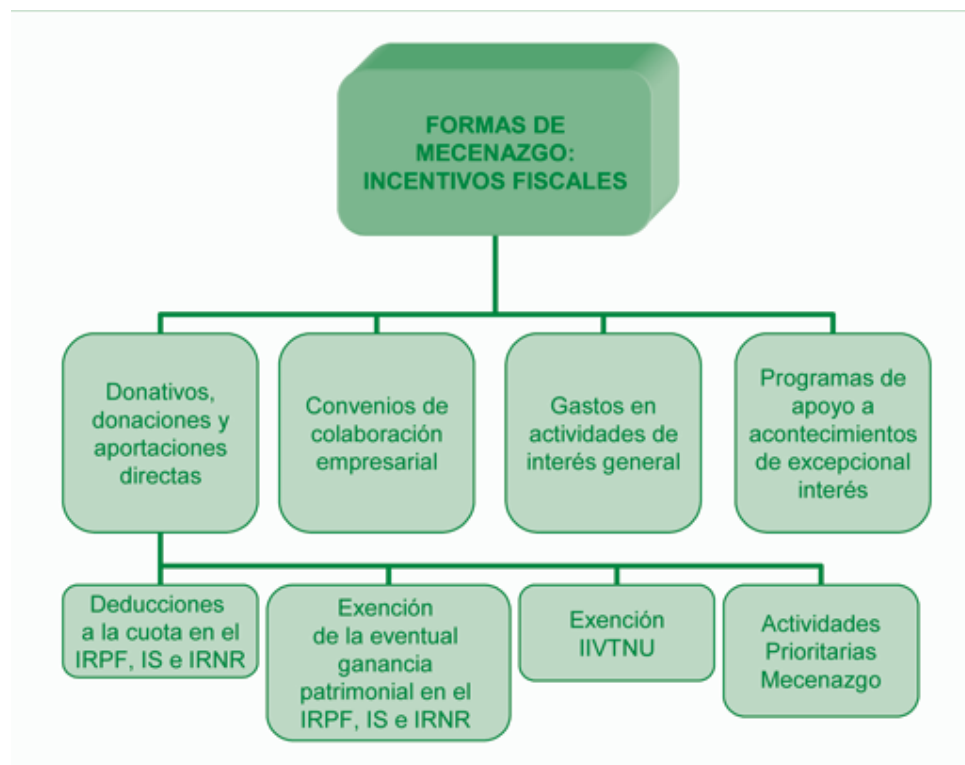 FORMAS DE
MECENAZGO:
INCENTIVOS FISCALES
Donativos,
donaciones y
aportaciones
directas
Convenios de
colaboración
empresarial
Gastos en
actividades de
interés general
Programas de
apoyo a
acontecimientos
de excepcional
interés
Deducciones
a la cuota en el
IRPF, IS e IRNR
Exención
de la eventual
ganancia
patrimonial en el
IRPF, IS e IRNR
Exención
IIVTNU
Actividades
Prioritarias
Mecenazgo